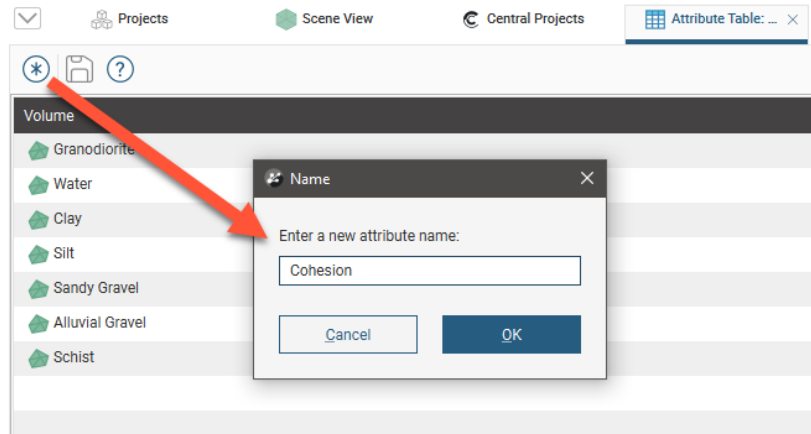 Projects
Scene View
Central Projects
Attribute Table: ...
Volume
Granodiorite
Water
Clay
Silt
Sandy Gravel
Alluvial Gravel
Schist
Name
Enter a new attribute name:
Cohesion
Cancel
OK